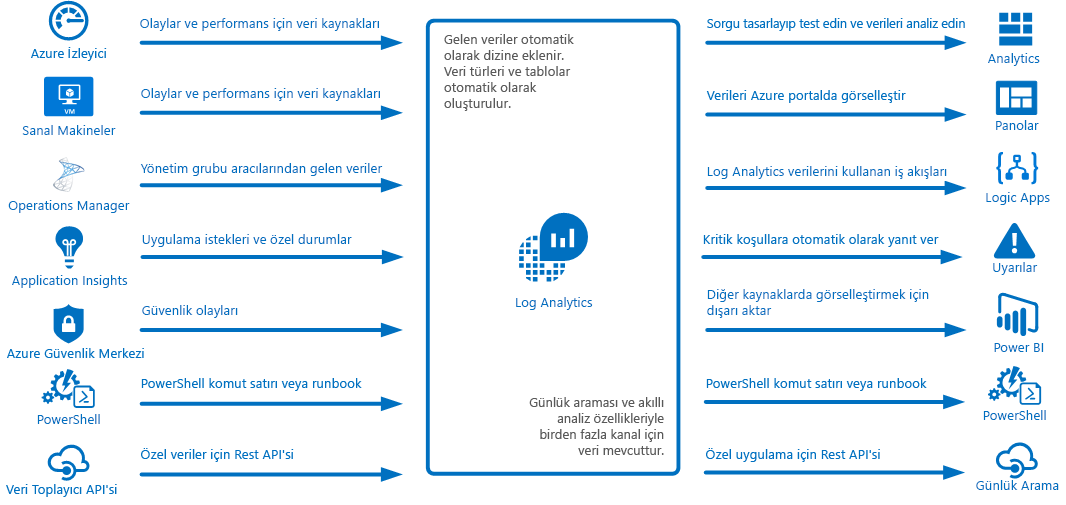 Olaylar ve performans için veri kaynakları
Azure İzleyici
Olaylar ve performans için veri kaynakları
VM
Sanal Makineler
Yönetim grubu aracılarından gelen veriler
Operations Manager
Uygulama istekleri ve özel durumlar
Application Insights
Güvenlik olayları
Azure Güvenlik Merkezi
PowerShell komut satırı veya runbook
PowerShell
Özel veriler için Rest API'si
Veri Toplayıcı API'si
Gelen veriler otomatik
olarak dizine eklenir.
Veri türleri ve tablolar
otomatik olarak
oluşturulur.
Log Analytics
Günlük araması ve akıllı
analiz özellikleriyle
birden fazla kanal için
veri mevcuttur.
Sorgu tasarlayıp test edin ve verileri analiz edin
Analytics
Verileri Azure portalda görselleştir
Panolar
Log Analytics verilerini kullanan iş akışları
Logic Apps
Kritik koşullara otomatik olarak yanıt ver
Uyarılar
Diğer kaynaklarda görselleştirmek için
dışarı aktar
Power BI
PowerShell komut satırı veya runbook
PowerShell
Özel uygulama için Rest API'si
Günlük Arama